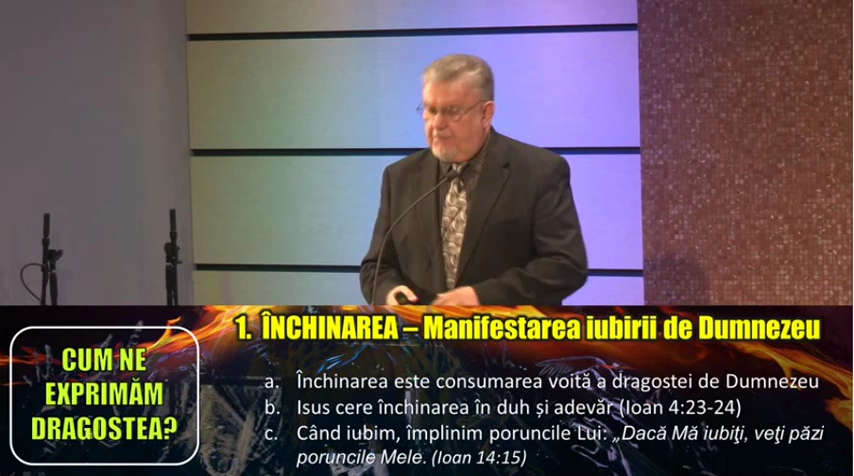 1. ÎNCHINAREA – Manifestarea iubirii de Dumnezeu
CUM NE
EXPRIMĂM
DRAGOSTEA?
a. Închinarea este consumarea voită a dragostei de Dumnezeu
b. Isus cere închinarea în duh și adevăr (Ioan 4:23-24)
c. Când iubim, împlinim poruncile Lui: „Dacă Mă iubiţi, veţi păzi
poruncile Mele. (Ioan 14:15)